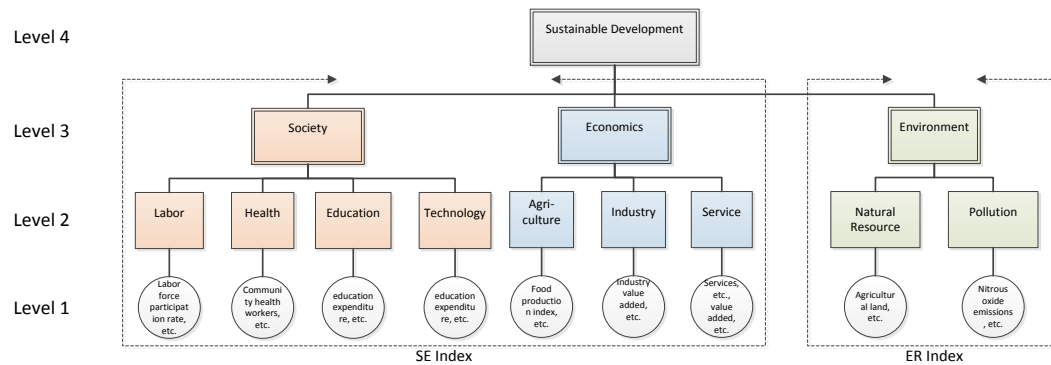 Level 4
Sustainable Development
Level 3
Society
Economics
Environment
Level 2
Labor
Health
Education
Technology
Agri-
culture
Industry
Service
Natural
Resource
Pollution
Level 1
Labor
force
participat
ion rate,
etc.
Communi
ty health
workers,
etc.
education
expenditu
re, etc.
education
expenditu
re, etc.
Food
productio
n index,
etc.
Industry
value
added,
etc.
Services,
etc.,
value
added,
etc.
Agricultur
al land,
etc.
Nitrous
oxide
emissions
, etc.
SE Index
ER Index